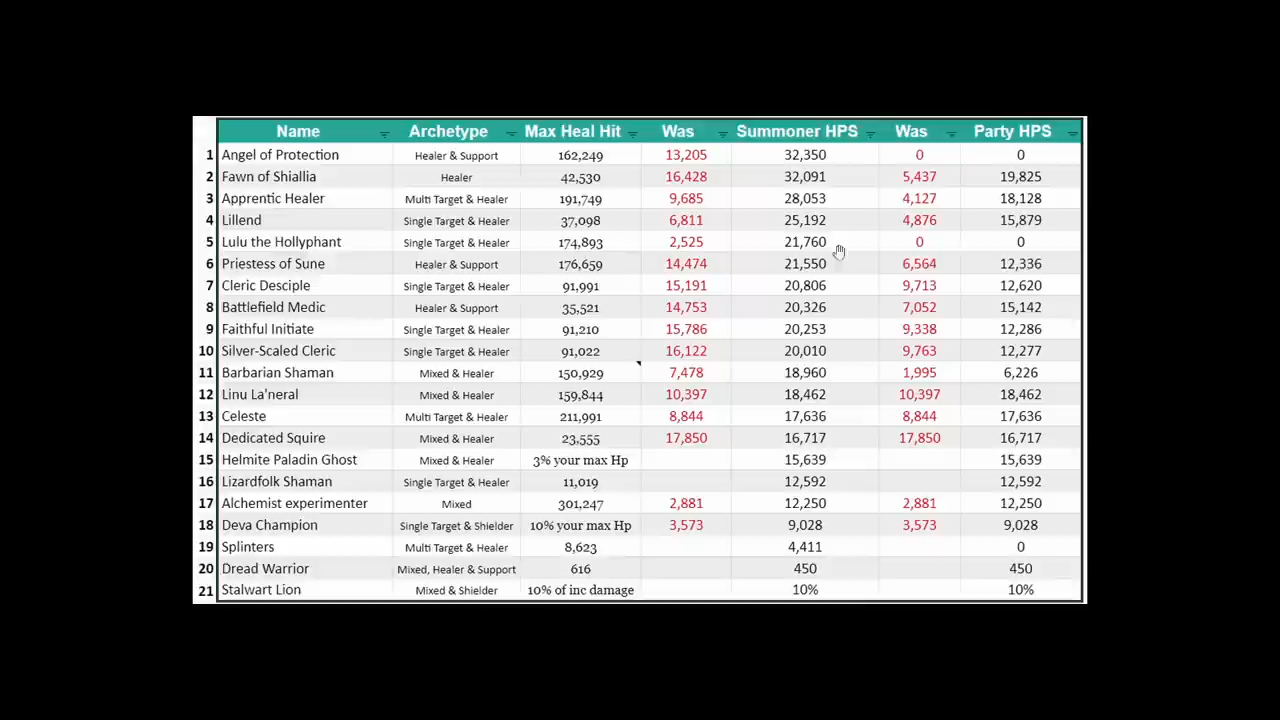 Name Archetype Max Heal Hit Was Summoner HPS Was Party HPS
1 Angel of Protection Healer & Support 162,249 13,205 32,350 0 0
2 Fawn of Shiallia Healer 42,530 16,428 32,091 5,437 19,825
3 Apprentic Healer Multi Target & Healer 191,749 9,685 28,053 4,127 18,128
4 Lillend Single Target & Healer 37,098 6,811 25,192 4,876 15,879
5 Lulu the Hollyphant Single Target & Healer 174,893 2,525 21,760 0 0
6 Priestess of Sune Healer & Support 176,659 14,474 21,550 6,564 12,336
7 Cleric Desciple Single Target & Healer 91,991 15,191 20,806 9,713 12,620
8 Battlefield Medic Healer & Support 35,521 14,753 20,326 7,052 15,142
9 Faithful Initiate Single Target & Healer 91,210 15,786 20,253 9,338 12,286
10 Silver-Scaled Cleric Single Target & Healer 91,022 16,122 20,010 9,763 12,277
11 Barbarian Shaman Mixed & Healer 150,929 7,478 18,960 1,995 6,226
12 Linu La'neral Mixed & Healer 159,844 10,397 18,462 10,397 18,462
13 Celeste Multi Target & Healer 211,991 8,844 17,636 8,844 17,636
14 Dedicated Squire Mixed & Healer 23,555 17,850 16,717 17,850 16,717
15 Helmite Paladin Ghost Mixed & Healer 3% your max Hp 15,639 15,639
16 Lizardfolk Shaman Single Target & Healer 11,019 12,592 12,592
17 Alchemist experimenter Mixed 301,247 2,881 12,250 2,881 12,250
18 Deva Champion Single Target & Shielder 10% your max Hp 3,573 9,028 3,573 9,028
19 Splinters Multi Target & Healer 8,623 4,411 0
20 Dread Warrior Mixed, Healer & Support 616 450 450
21 Stalwart Lion Mixed & Shielder 10% of inc damage 10% 10%